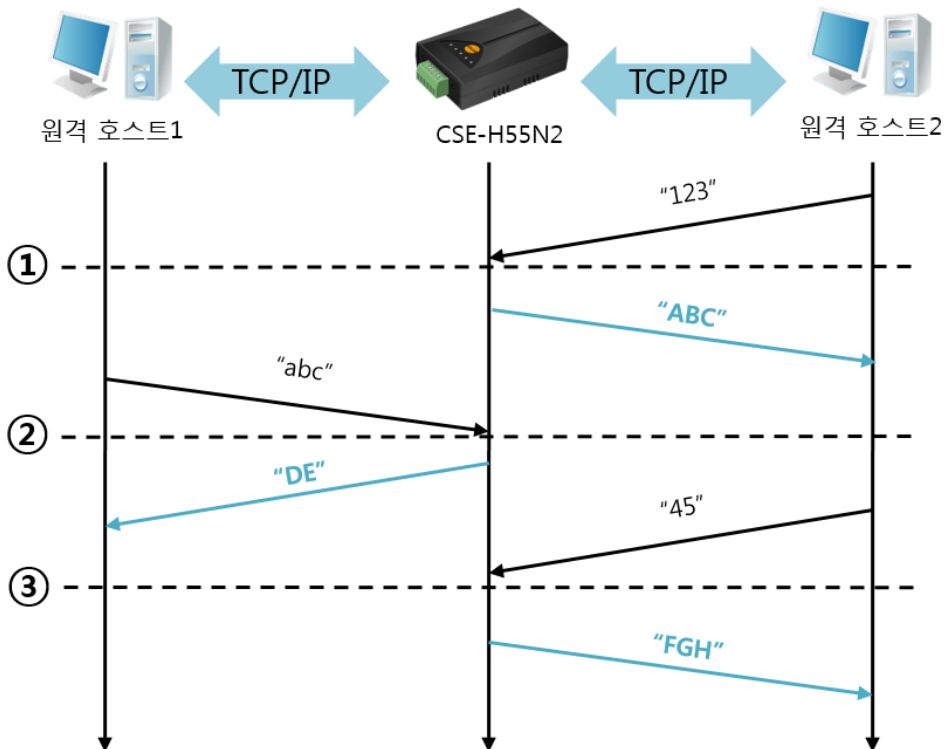 TCP/IP
TCP/IP
원격 호스트1
CSE-H55N2
원격 호스트2
“123”
①
“ABC”
“abc”
②
“DE”
“45”
③
“FGH”